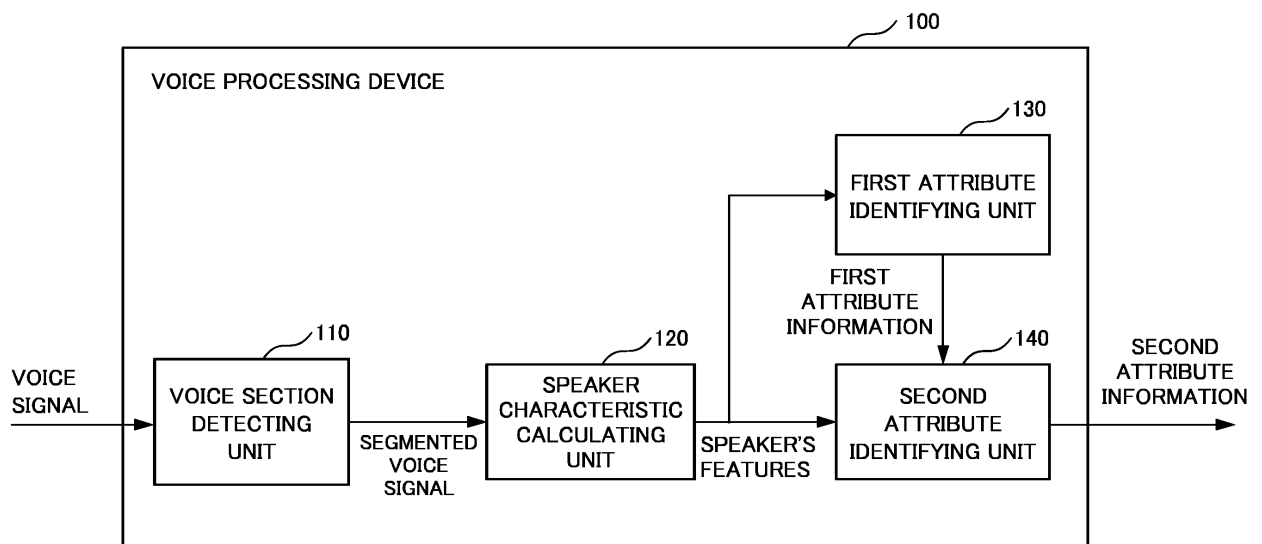 100
VOICE PROCESSING DEVICE
130
FIRST ATTRIBUTE
IDENTIFYING UNIT
FIRST
ATTRIBUTE
INFORMATION
110
120
140
VOICE
SIGNAL
VOICE SECTION
DETECTING
UNIT
SEGMENTED
VOICE
SIGNAL
SPEAKER
CHARACTERISTIC
CALCULATING
UNIT
SPEAKER'S
FEATURES
SECOND
ATTRIBUTE
IDENTIFYING UNIT
SECOND
ATTRIBUTE
INFORMATION